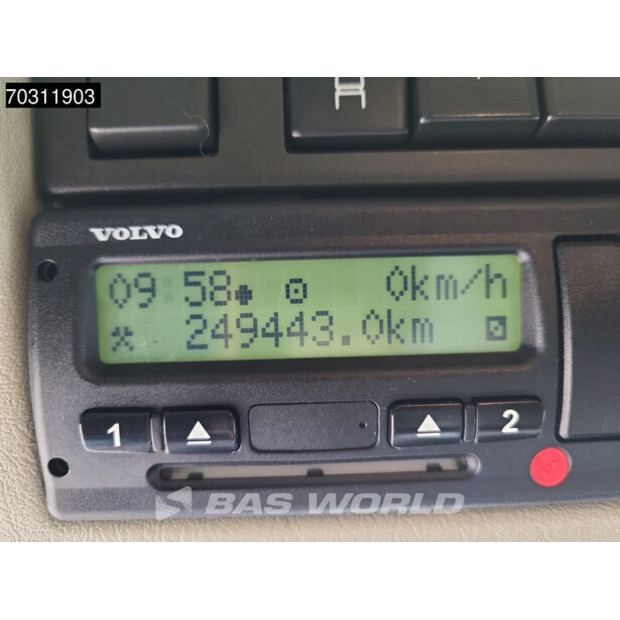 70311903
VOLVO
09:58 0km/h
249443.0km
1 2
BAS WORLD